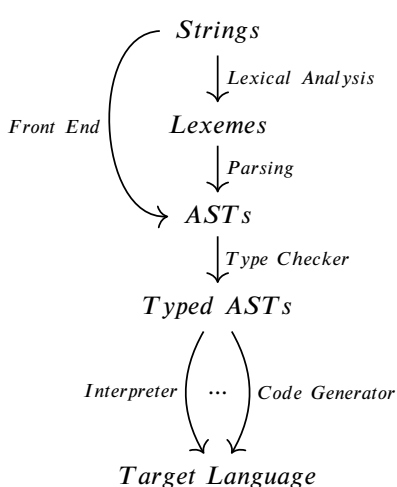 Strings
Lexical Analysis
Front End
Lexemes
Parsing
ASTs
Type Checker
Typed ASTs
Interpreter ... Code Generator
Target Language